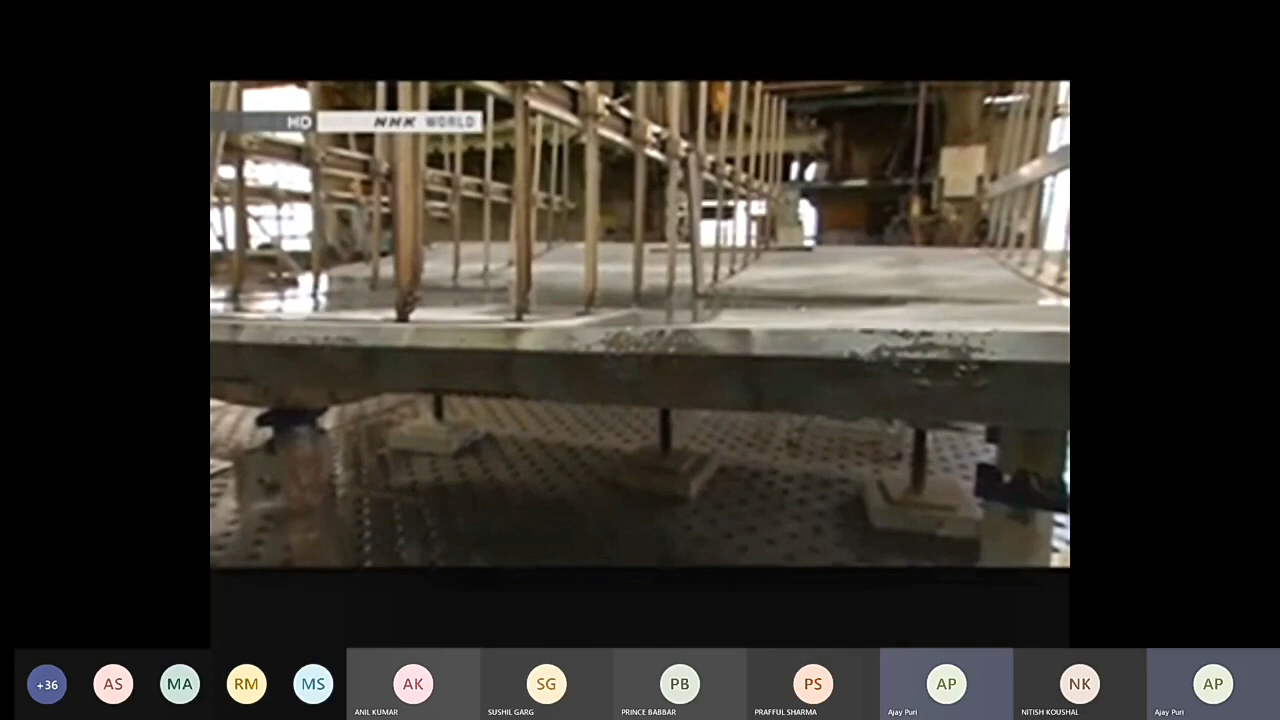 HD NHK WORLD
+36 AS MA RM MS AK SG PB PS AP NK AP
ANIL KUMAR SUSHIL GARG PRINCE BABBAR PRAFFUL SHARMA Ajay Puri NITISH KOUSHAL Ajay Puri